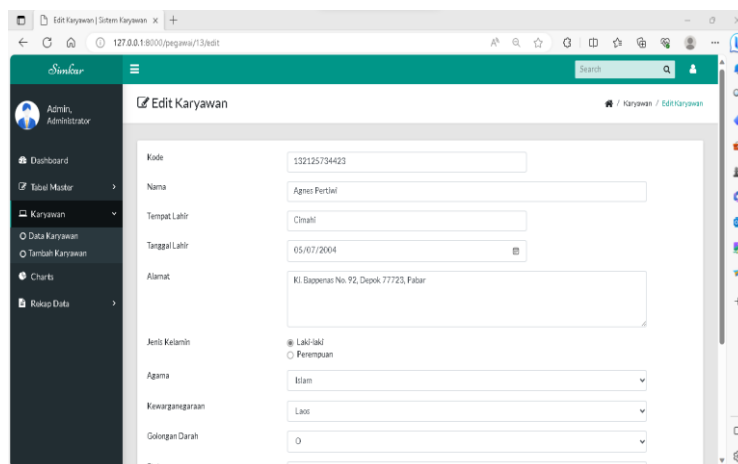 Edit Karyawan | Sistem Karyawan
127.0.0.1:8000/pegawai/13/edit
Simkar
Search
Admin,
Administrator
Edit Karyawan
/ Karyawan / Edit Karyawan
Dashboard
Tabel Master
Karyawan
Data Karyawan
Tambah Karyawan
Charts
Rekap Data
Kode
132125734423
Nama
Agnes Pertiwi
Tempat Lahir
Cimahi
Tanggal Lahir
05/07/2004
Alamat
Ki. Bappenas No. 92, Depok 77723, Pabar
Jenis Kelamin
Laki-laki
Perempuan
Agama
Islam
Kewarganegaraan
Laos
Golongan Darah
O